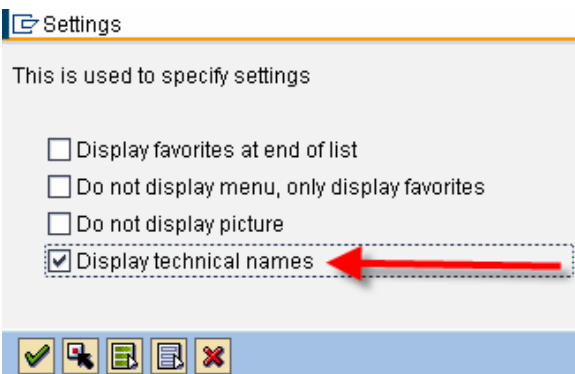 Settings
This is used to specify settings
Display favorites at end of list
Do not display menu, only display favorites
Do not display picture
Display technical names